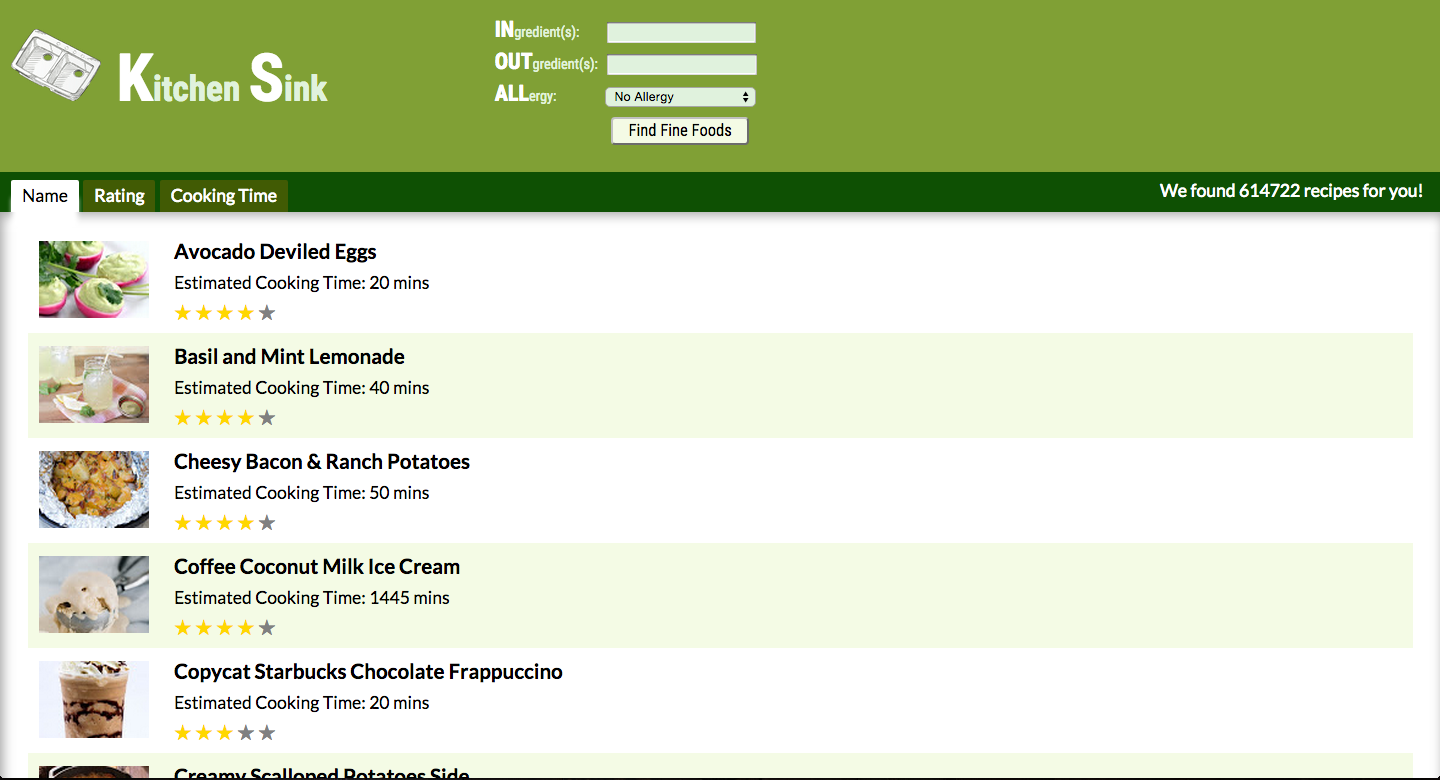 Kitchen Sink
INgredient(s):
OUTgredient(s):
ALLergy:
No Allergy
Find Fine Foods
Name Rating Cooking Time
We found 614722 recipes for you!
Avocado Deviled Eggs
Estimated Cooking Time: 20 mins
Basil and Mint Lemonade
Estimated Cooking Time: 40 mins
Cheesy Bacon & Ranch Potatoes
Estimated Cooking Time: 50 mins
Coffee Coconut Milk Ice Cream
Estimated Cooking Time: 1445 mins
Copycat Starbucks Chocolate Frappuccino
Estimated Cooking Time: 20 mins
Creamy Scalloped Potatoes Side